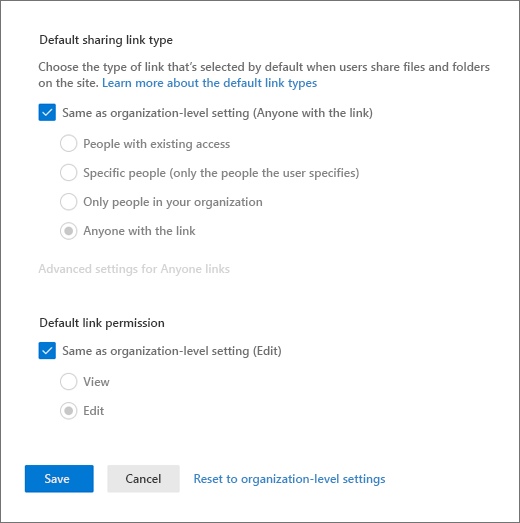 Default sharing link type
Choose the type of link that's selected by default when users share files and folders
on the site. Learn more about the default link types
Same as organization-level setting (Anyone with the link)
People with existing access
Specific people (only the people the user specifies)
Only people in your organization
Anyone with the link
Advanced settings for Anyone links
Default link permission
Same as organization-level setting (Edit)
View
Edit
Save Cancel Reset to organization-level settings